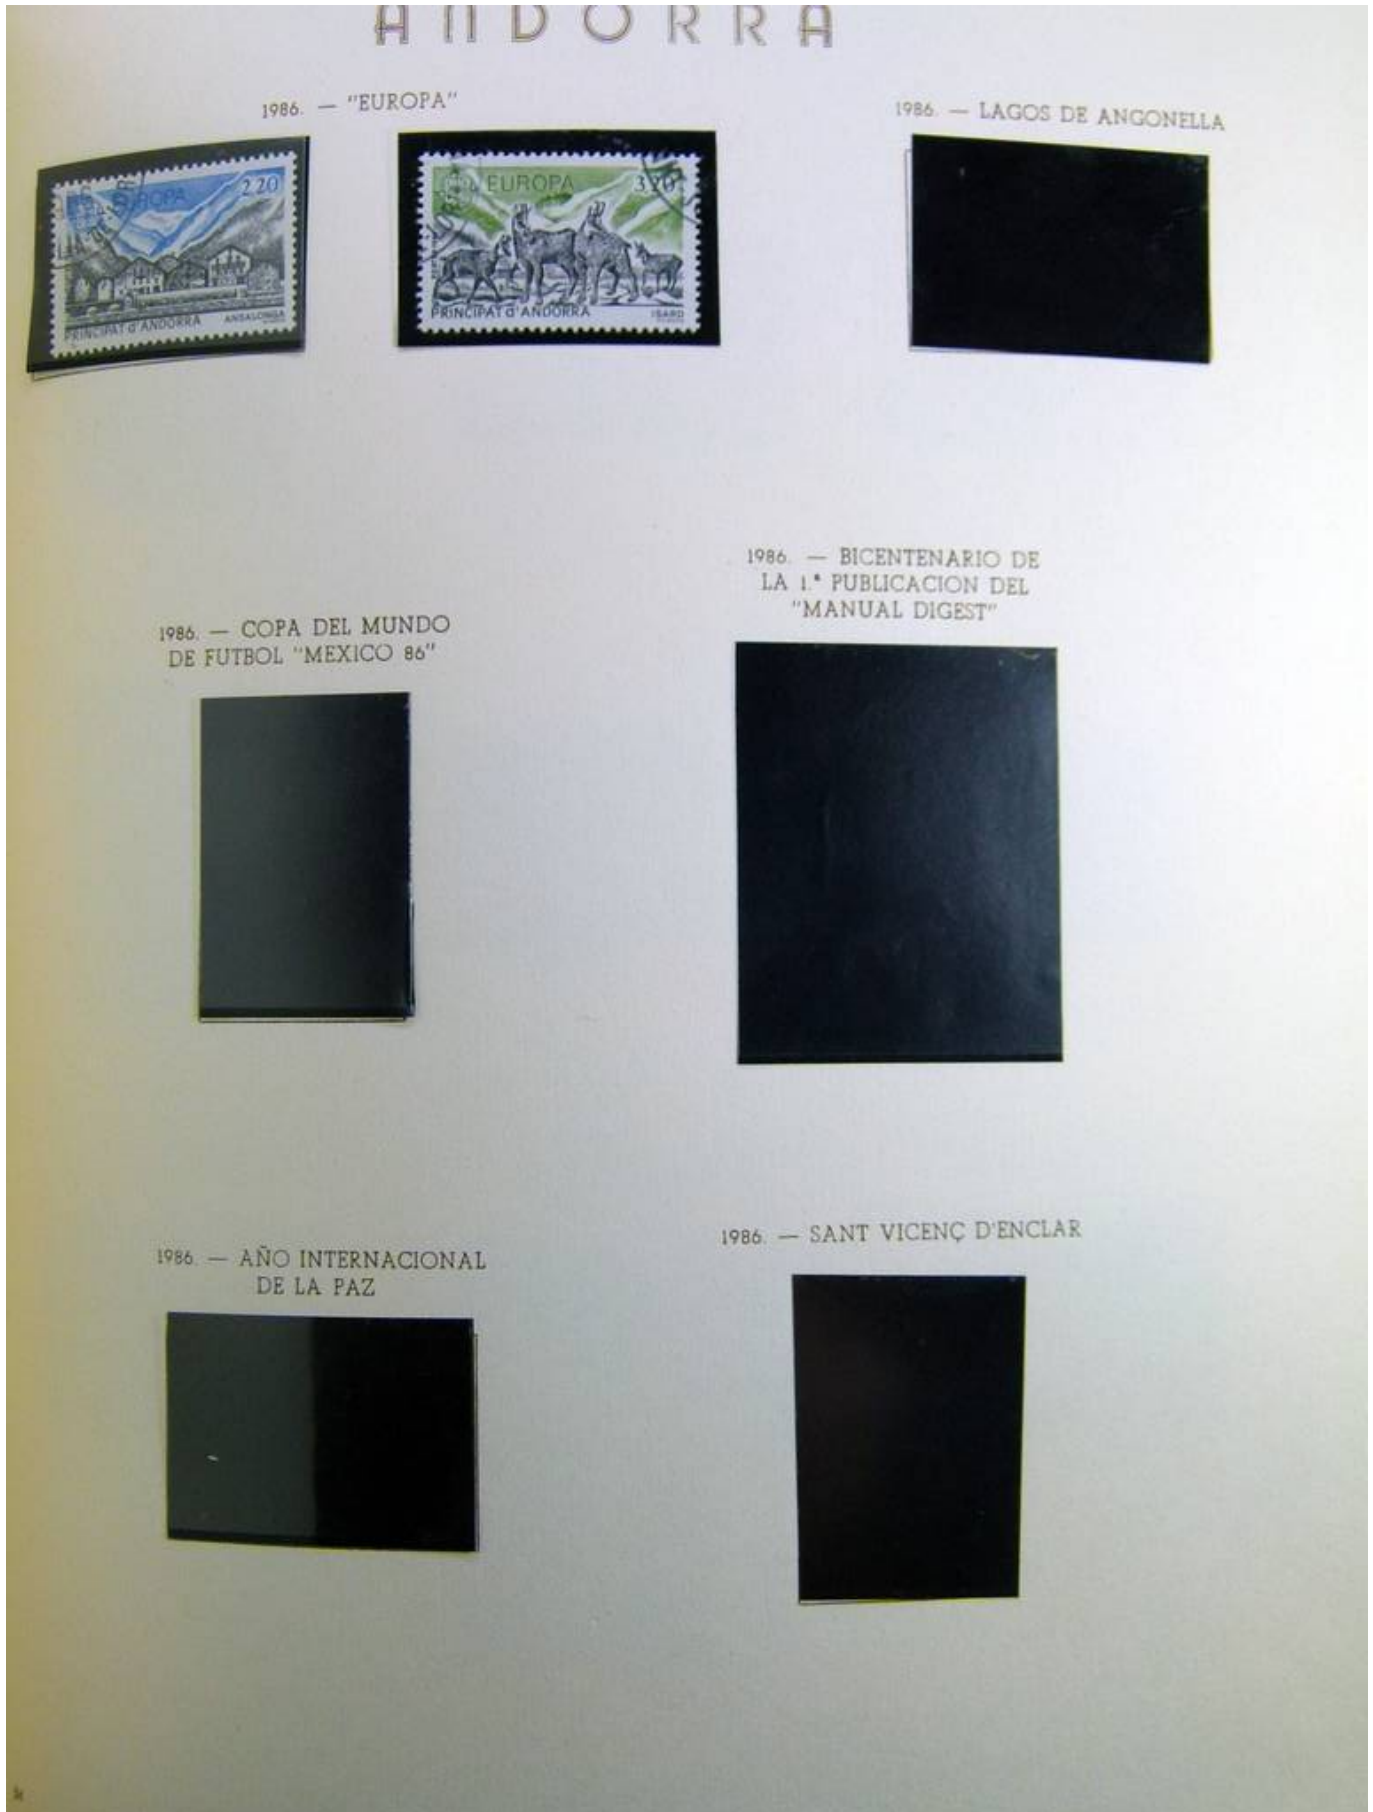 ANDORRA
1986. — "EUROPA"
1986. — LAGOS DE ANGONELLA
EUROPA
2.20
PRINCIPAT d'ANDORRA
ANSALONGA
EUROPA
3.20
PRINCIPAT d'ANDORRA
ISARD
1986. — BICENTENARIO DE
LA 1.ª PUBLICACION DEL
"MANUAL DIGEST"
1986. — COPA DEL MUNDO
DE FUTBOL "MEXICO 86"
1986. — AÑO INTERNACIONAL
DE LA PAZ
1986. — SANT VICENÇ D'ENCLAR